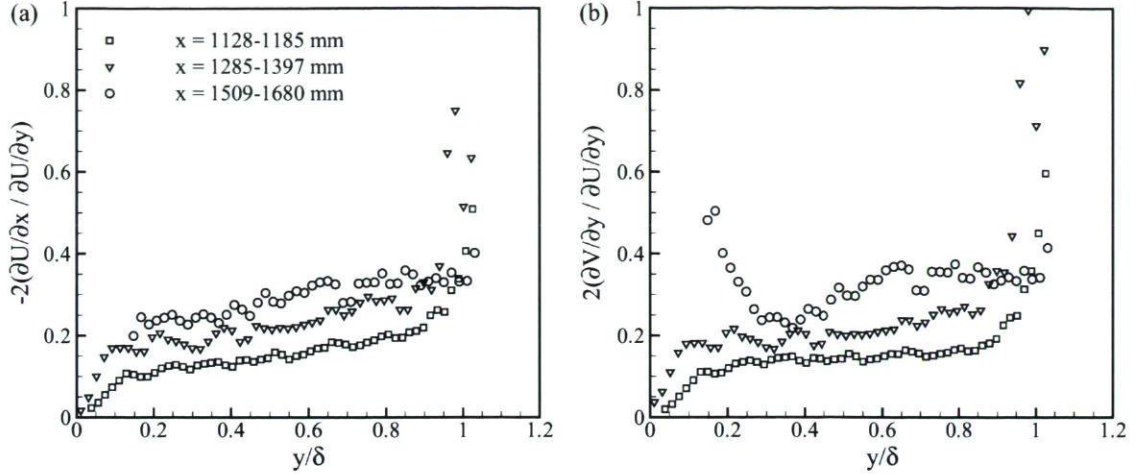 (a)
1
0.8
0.6
0.4
0.2
0
-2(∂U/∂x / ∂U/∂y)
x = 1128-1185 mm
x = 1285-1397 mm
x = 1509-1680 mm
0 0.2 0.4 0.6 0.8 1 1.2
y/δ
(b)
1
0.8
0.6
0.4
0.2
0
2(∂V/∂y / ∂U/∂y)
0 0.2 0.4 0.6 0.8 1 1.2
y/δ